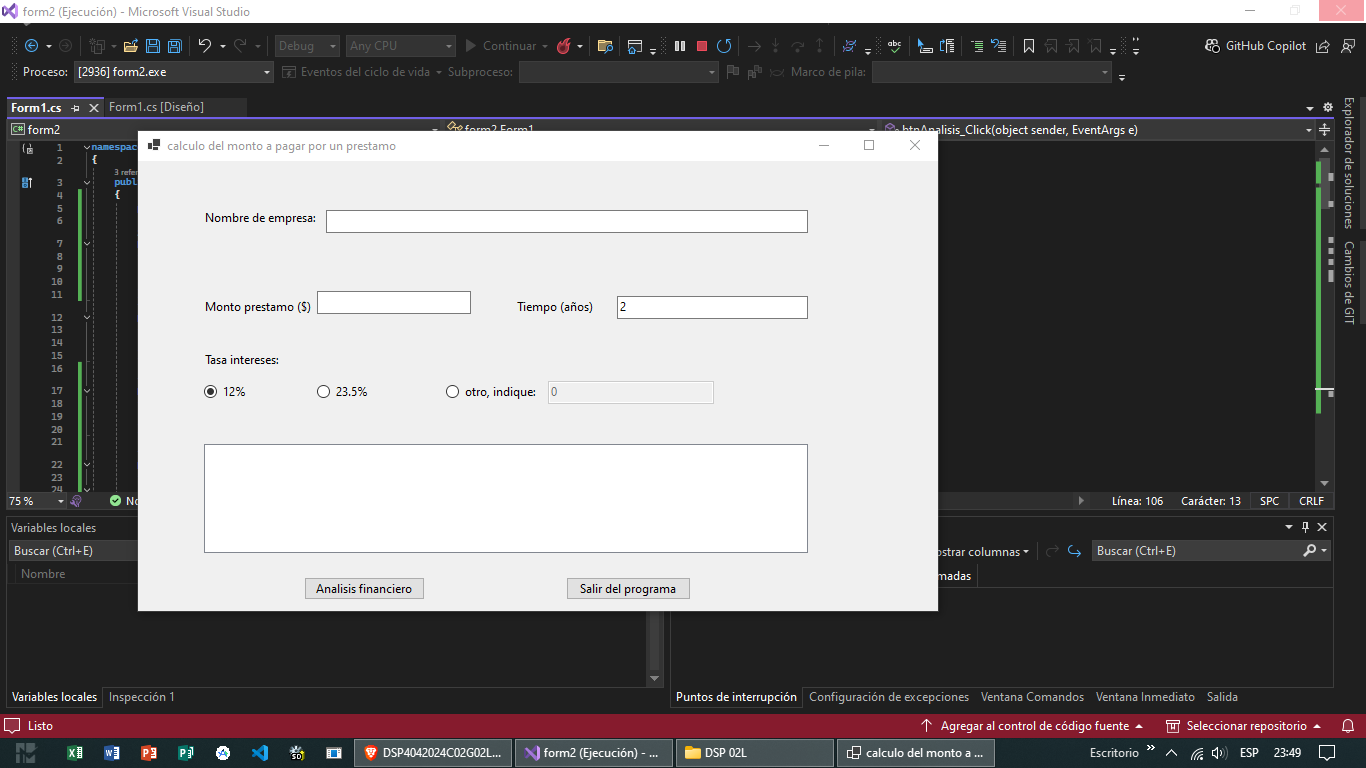 form2 (Ejecución) - Microsoft Visual Studio
Debug Any CPU Continuar GitHub Copilot
Proceso: [2936] form2.exe Eventos del ciclo de vida Subproceso: Marco de pila:
Form1.cs Form1.cs [Diseño]
C# form2 form2.Form1 btnAnalisis_Click(object sender, EventArgs e)
calculo del monto a pagar por un prestamo
Nombre de empresa:
Monto prestamo ($) Tiempo (años) 2
Tasa intereses:
12% 23.5% otro, indique: 0
Analisis financiero Salir del programa
1 namespac
2 {
3 refere
3 publ
4 {
5
6
7
8
9
10
11
12
13
14
15
16
17
18
19
20
21
22
23
24
Explorador de soluciones
Cambios de GIT
75 % No Línea: 106 Carácter: 13 SPC CRLF
Variables locales
Buscar (Ctrl+E) ostrar columnas Buscar (Ctrl+E)
Nombre madas
Variables locales Inspección 1 Puntos de interrupción Configuración de excepciones Ventana Comandos Ventana Inmediato Salida
Listo Agregar al control de código fuente Seleccionar repositorio
DSP4042024C02G02L... form2 (Ejecución) - ... DSP 02L calculo del monto a ... Escritorio ESP 23:49